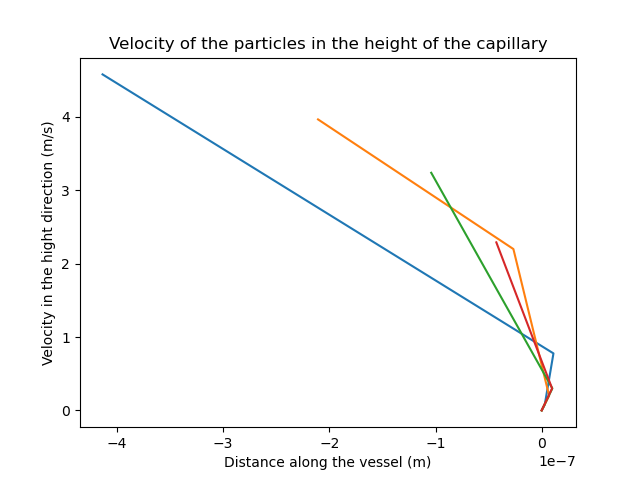 Velocity of the particles in the height of the capillary
Velocity in the hight direction (m/s)
4
3
2
1
0
−4
−3
−2
−1
0
1e−7
Distance along the vessel (m)